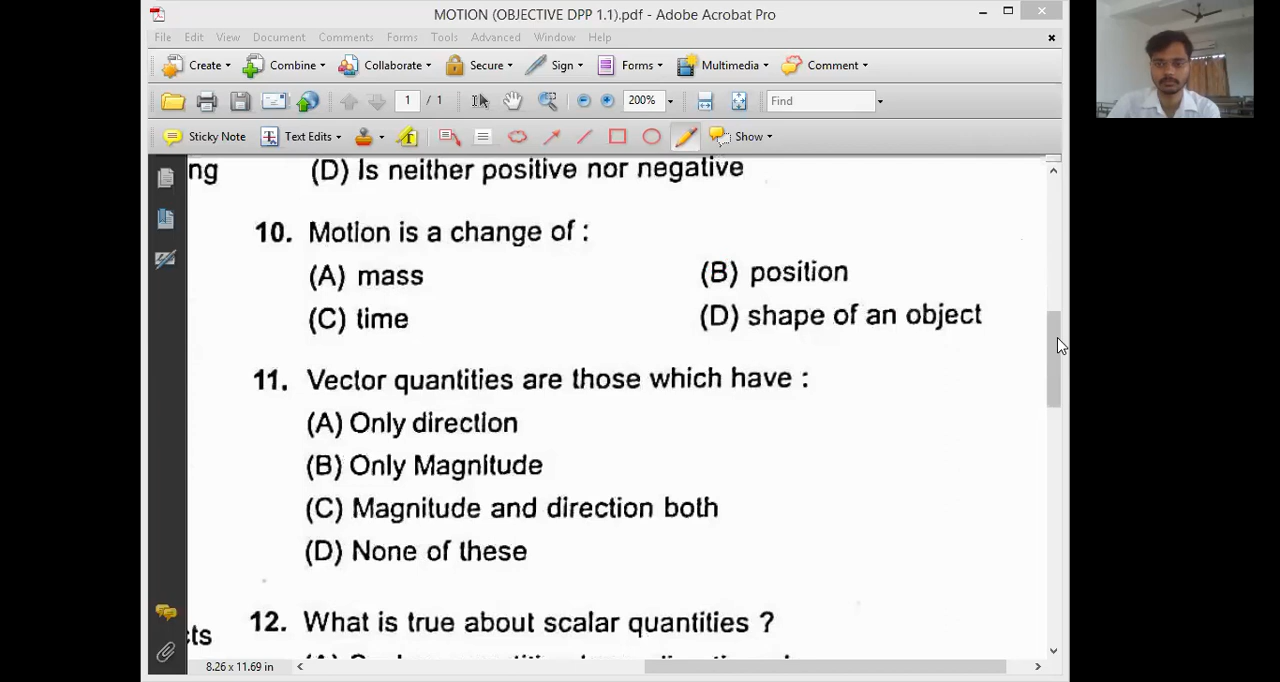 MOTION (OBJECTIVE DPP 1.1).pdf - Adobe Acrobat Pro
File Edit View Document Comments Forms Tools Advanced Window Help
Create Combine Collaborate Secure Sign Forms Multimedia Comment
1 / 1 200% Find
Sticky Note Text Edits Show
ng (D) Is neither positive nor negative
10. Motion is a change of :
(A) mass (B) position
(C) time (D) shape of an object
11. Vector quantities are those which have :
(A) Only direction
(B) Only Magnitude
(C) Magnitude and direction both
(D) None of these
12. What is true about scalar quantities ?
cts
8.26 x 11.69 in